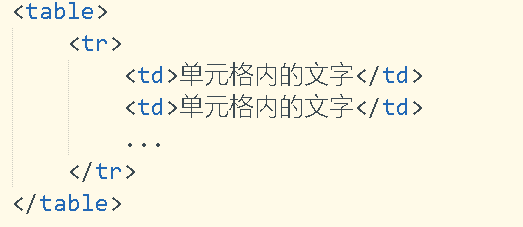 <table>
    <tr>
        <td>单元格内的文字</td>
        <td>单元格内的文字</td>
        ...
    </tr>
</table>